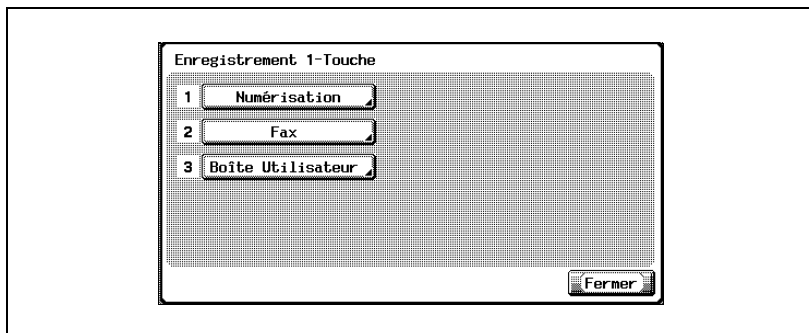 Enregistrement 1-Touche
1 Numérisation
2 Fax
3 Boîte Utilisateur
Fermer